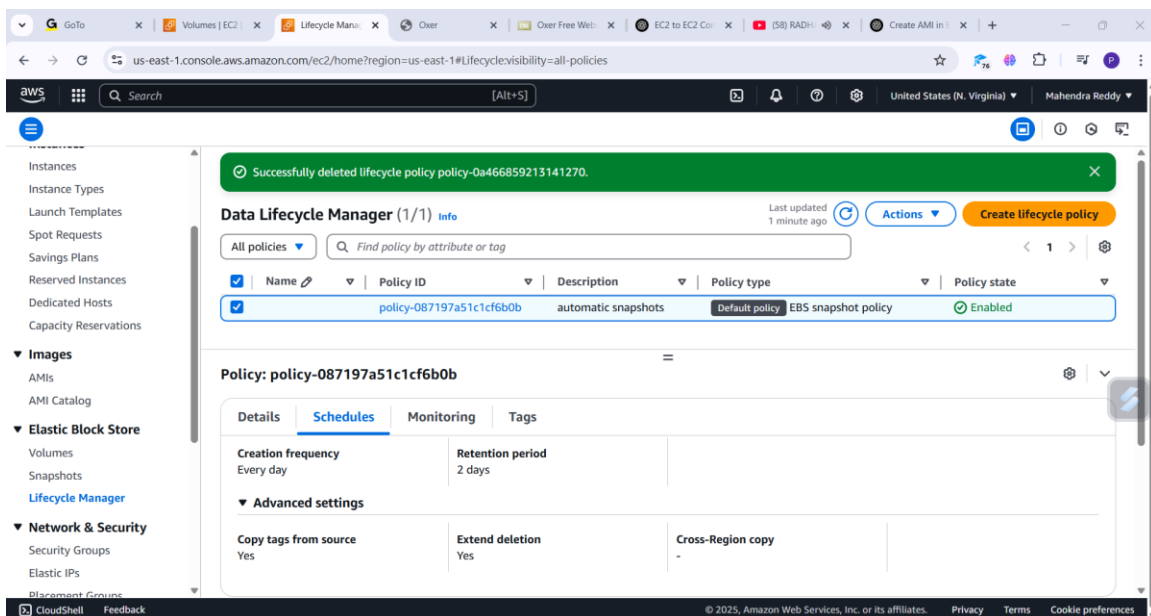 GoTo
Volumes | EC2 |
Lifecycle Mana
Oxer
Oxer Free Web
EC2 to EC2 Con
(58) RADH
Create AMI in
us-east-1.console.aws.amazon.com/ec2/home?region=us-east-1#Lifecycle:visibility=all-policies
76
P
aws
Search
[Alt+S]
United States (N. Virginia)
Mahendra Reddy
Instances
Instance Types
Launch Templates
Spot Requests
Savings Plans
Reserved Instances
Dedicated Hosts
Capacity Reservations
Images
AMIs
AMI Catalog
Elastic Block Store
Volumes
Snapshots
Lifecycle Manager
Network & Security
Security Groups
Elastic IPs
Placement Groups
Successfully deleted lifecycle policy policy-0a466859213141270.
Data Lifecycle Manager (1/1) Info
Last updated
1 minute ago
Actions
Create lifecycle policy
All policies
Find policy by attribute or tag
1
Name Policy ID Description Policy type Policy state
policy-087197a51c1cf6b0b automatic snapshots Default policy EBS snapshot policy Enabled
Policy: policy-087197a51c1cf6b0b
Details Schedules Monitoring Tags
Creation frequency Retention period
Every day 2 days
Advanced settings
Copy tags from source Extend deletion Cross-Region copy
Yes Yes -
CloudShell Feedback © 2025, Amazon Web Services, Inc. or its affiliates. Privacy Terms Cookie preferences